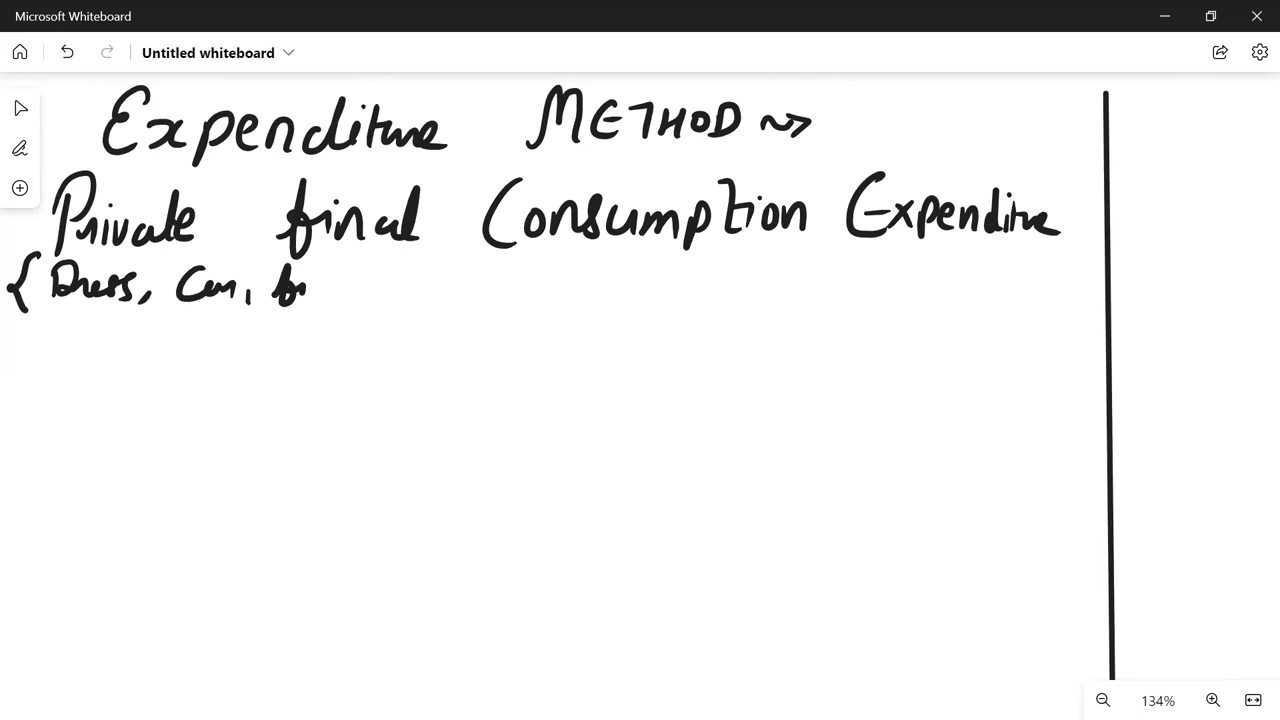 Microsoft Whiteboard
Untitled whiteboard
Expenditure METHOD ~>
Private final Consumption Expenditure
{ Dress, Car,
134%